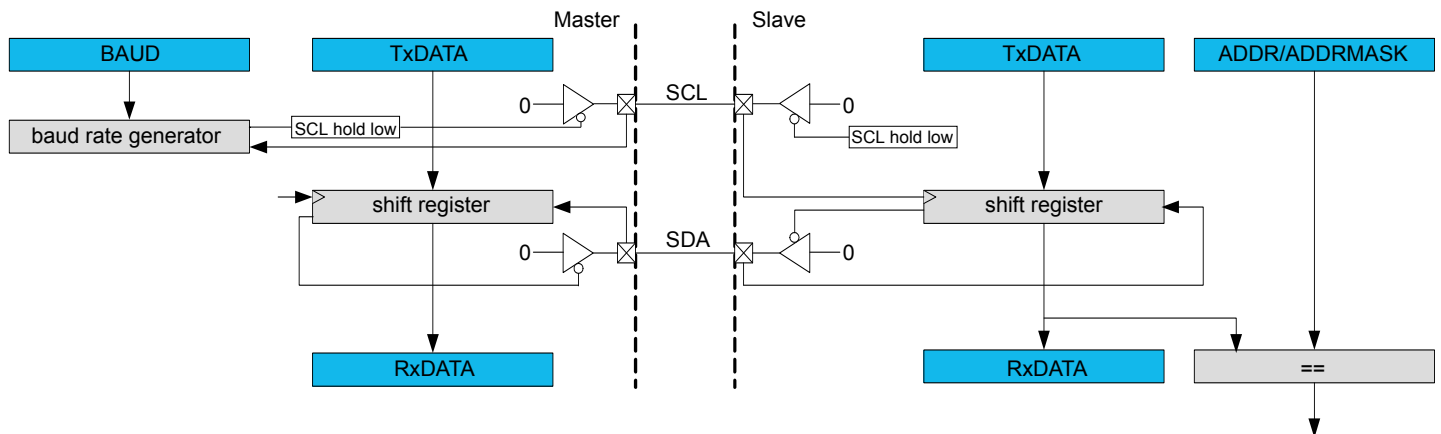 Master
Slave
BAUD
TxDATA
TxDATA
ADDR/ADDRMASK
0
SCL
0
baud rate generator
SCL hold low
SCL hold low
shift register
shift register
0
SDA
0
RxDATA
RxDATA
==